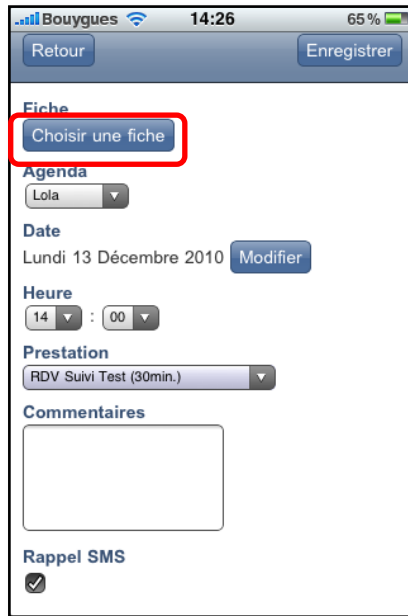 Bouygues 14:26 65 %
Retour Enregistrer
Fiche
Choisir une fiche
Agenda
Lola
Date
Lundi 13 Décembre 2010 Modifier
Heure
14 : 00
Prestation
RDV Suivi Test (30min.)
Commentaires
Rappel SMS